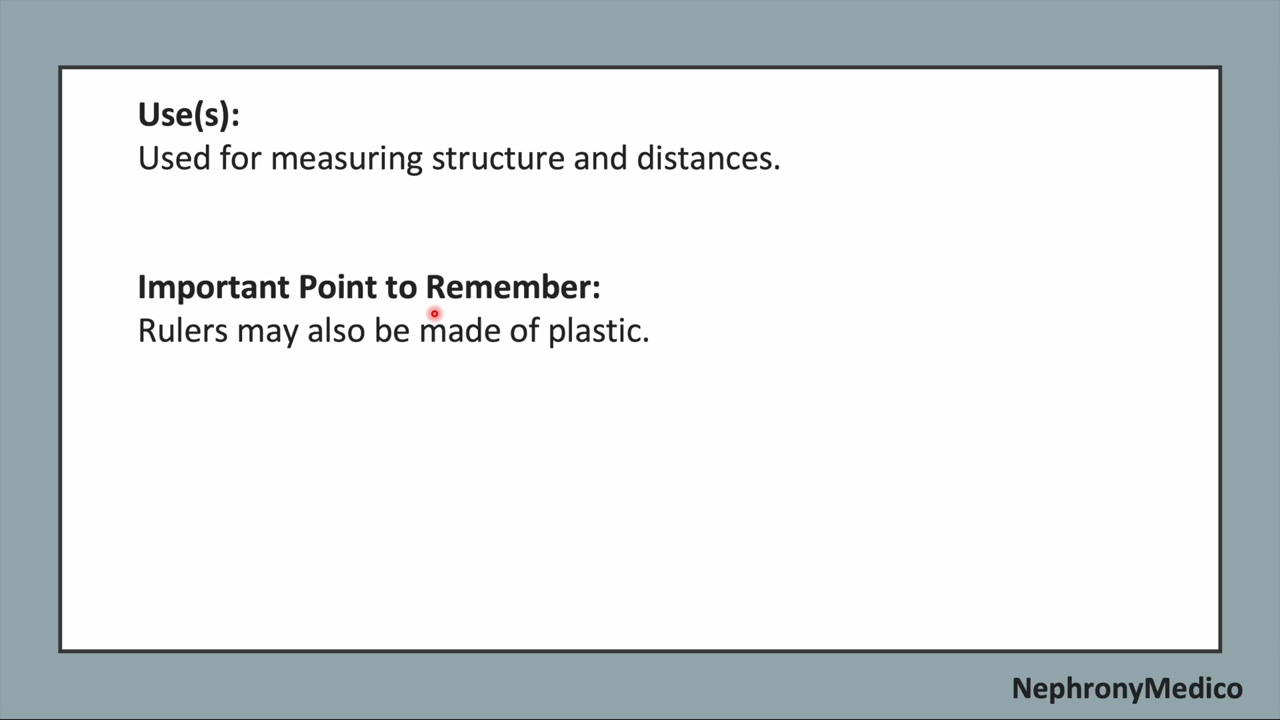 Use(s):
Used for measuring structure and distances.
Important Point to Remember:
Rulers may also be made of plastic.
NephronyMedico